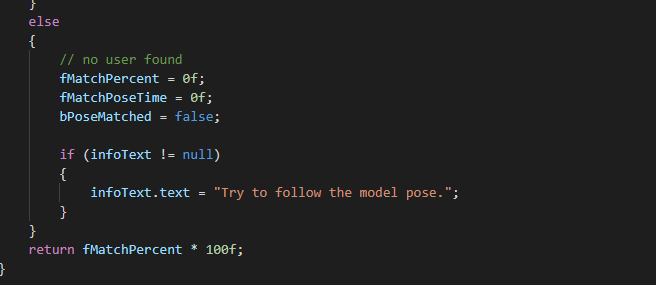 }
else
{
// no user found
fMatchPercent = 0f;
fMatchPoseTime = 0f;
bPoseMatched = false;
if (infoText != null)
{
infoText.text = "Try to follow the model pose.";
}
}
return fMatchPercent * 100f;
}